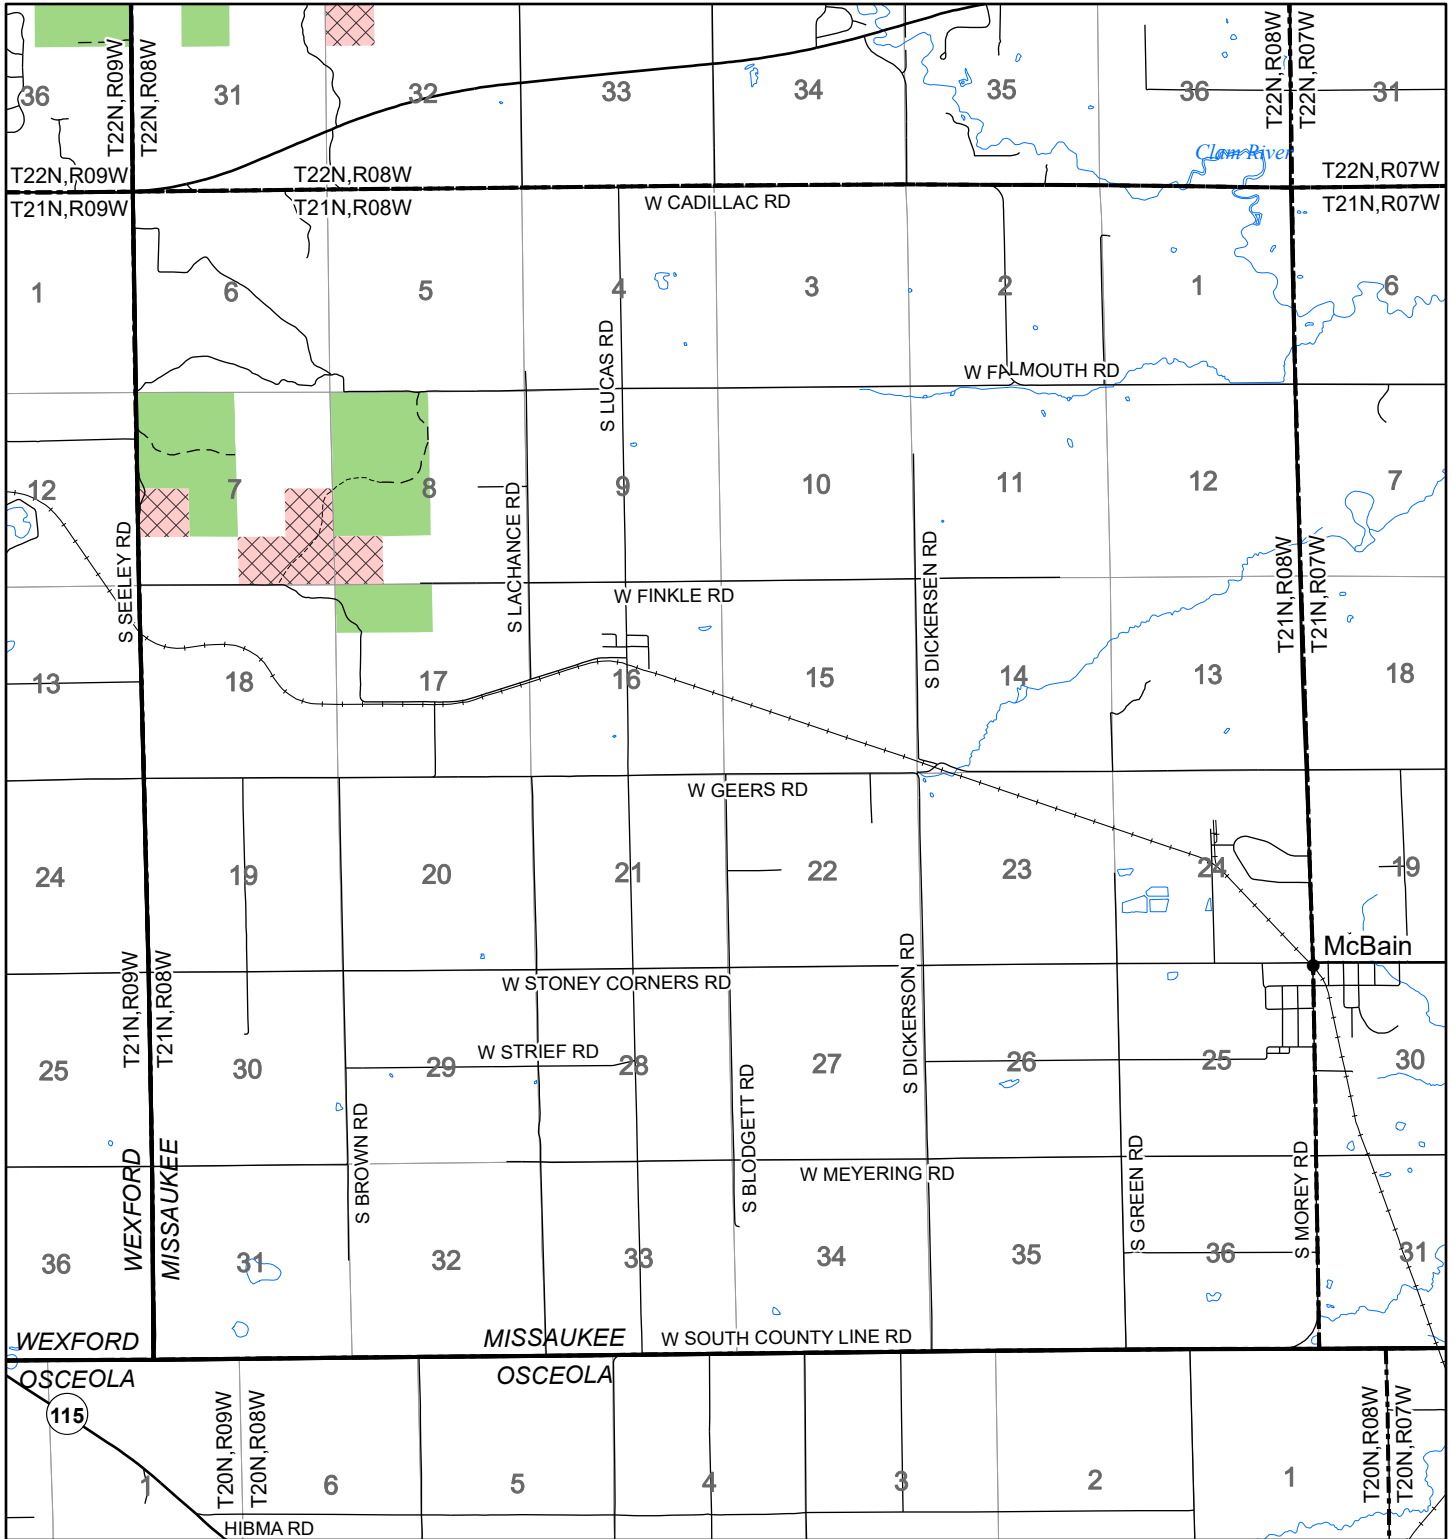 36
31
32
33
34
35
36
31
T22N,R09W
T22N,R08W
T22N,R08W
T22N,R07W
Clam River
T22N,R09W
T22N,R08W
T22N,R07W
T21N,R09W
T21N,R08W
W CADILLAC RD
T21N,R07W
1
6
5
4
3
2
1
6
S LUCAS RD
W FALMOUTH RD
12
7
8
9
10
11
12
7
S SEELEY RD
S LACHANCE RD
S DICKERSEN RD
T21N,R08W
T21N,R07W
W FINKLE RD
13
18
17
16
15
14
13
18
W GEERS RD
24
19
20
21
22
23
24
19
McBain
T21N,R09W
T21N,R08W
W STONEY CORNERS RD
S DICKERSON RD
W STRIEF RD
25
30
29
28
27
26
25
30
S BROWN RD
S BLODGETT RD
S GREEN RD
S MOREY RD
W MEYERING RD
WEXFORD
MISSAUKEE
36
31
32
33
34
35
36
31
WEXFORD
MISSAUKEE
W SOUTH COUNTY LINE RD
OSCEOLA
OSCEOLA
115
T20N,R09W
T20N,R08W
T20N,R08W
T20N,R07W
1
6
5
4
3
2
1
HIBMA RD